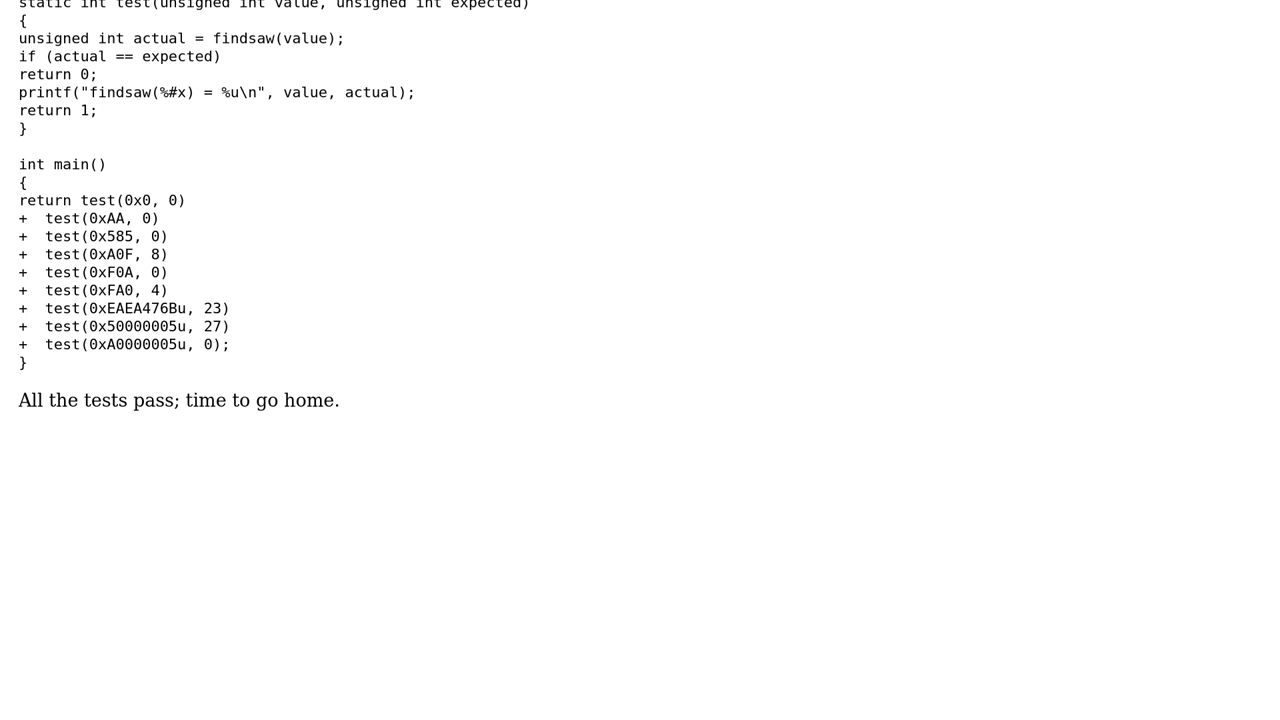 static int test(unsigned int value, unsigned int expected)
{
unsigned int actual = findsaw(value);
if (actual == expected)
return 0;
printf("findsaw(%#x) = %u\n", value, actual);
return 1;
}

int main()
{
return test(0x0, 0)
+  test(0xAA, 0)
+  test(0x585, 0)
+  test(0xA0F, 8)
+  test(0xF0A, 0)
+  test(0xFA0, 4)
+  test(0xEAEA476Bu, 23)
+  test(0x50000005u, 27)
+  test(0xA0000005u, 0);
}

All the tests pass; time to go home.